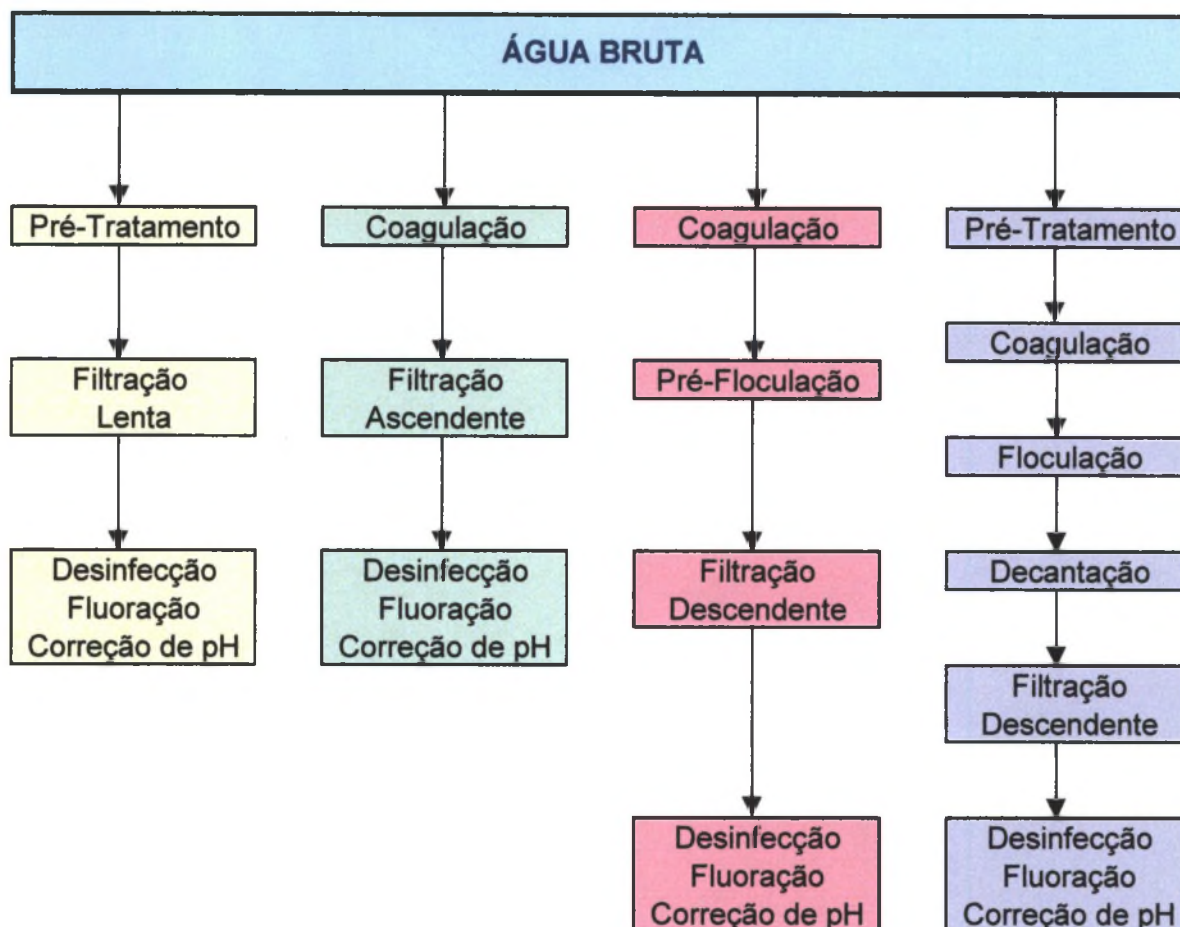 ÁGUA BRUTA
Pré-Tratamento
Filtração
Lenta
Desinfecção
Fluoração
Correção de pH
Coagulação
Filtração
Ascendente
Desinfecção
Fluoração
Correção de pH
Coagulação
Pré-Floculação
Filtração
Descendente
Desinfecção
Fluoração
Correção de pH
Pré-Tratamento
Coagulação
Floculação
Decantação
Filtração
Descendente
Desinfecção
Fluoração
Correção de pH